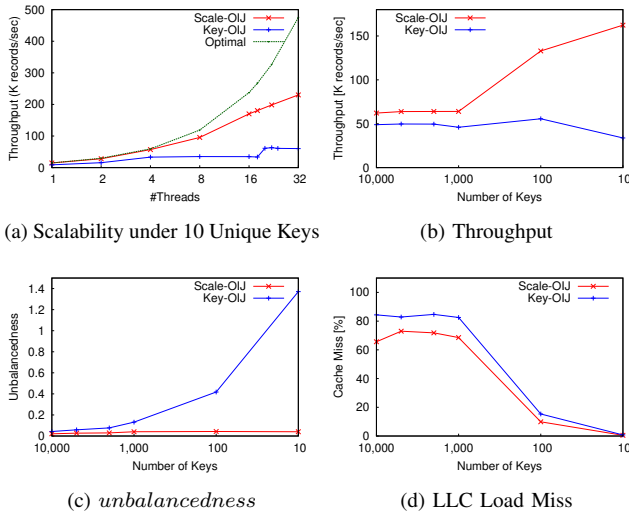 500
400
300
200
100
0
Throughput (K records/sec)
Scale-OIJ
Key-OIJ
Optimal
1 2 4 8 16 32
#Threads
(a) Scalability under 10 Unique Keys
150
100
50
0
Throughput [K records/sec]
Scale-OIJ
Key-OIJ
10,000 1,000 100 10
Number of Keys
(b) Throughput
1.4
1.2
1
0.8
0.6
0.4
0.2
0
Unbalancedness
Scale-OIJ
Key-OIJ
10,000 1,000 100 10
Number of Keys
(c) unbalancedness
100
80
60
40
20
0
Cache Miss [%]
Scale-OIJ
Key-OIJ
10,000 1,000 100 10
Number of Keys
(d) LLC Load Miss